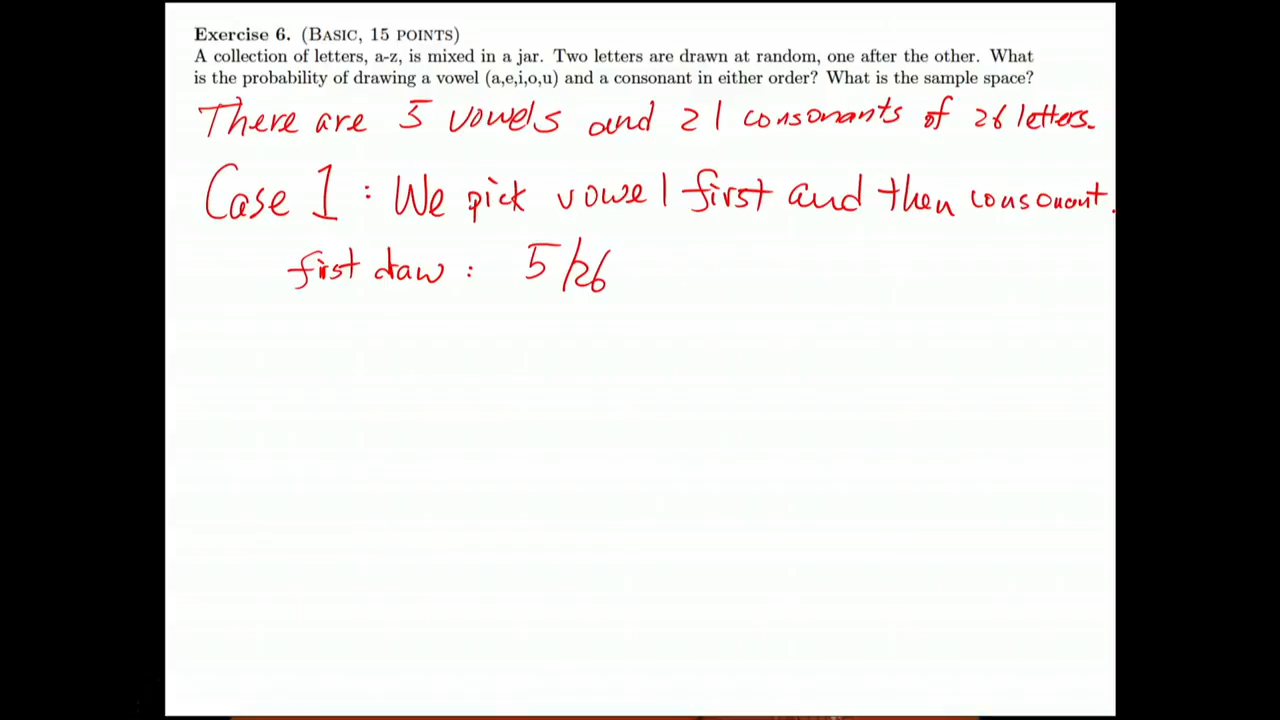 Exercise 6. (BASIC, 15 POINTS)
A collection of letters, a-z, is mixed in a jar. Two letters are drawn at random, one after the other. What
is the probability of drawing a vowel (a,e,i,o,u) and a consonant in either order? What is the sample space?
There are 5 vowels and 21 consonants of 26 letters.
Case 1 : We pick vowel first and then consonant.
first daw : 5/26